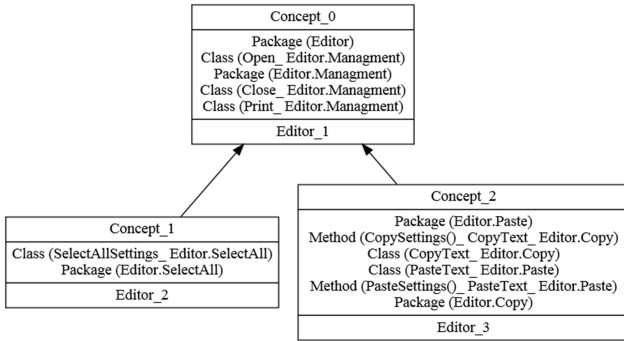 Concept_0
Package (Editor)
Class (Open_ Editor.Managment)
Package (Editor.Managment)
Class (Close_ Editor.Managment)
Class (Print_ Editor.Managment)
Editor_1
Concept_1
Class (SelectAllSettings_ Editor.SelectAll)
Package (Editor.SelectAll)
Editor_2
Concept_2
Package (Editor.Paste)
Method (CopySettings()_ CopyText_ Editor.Copy)
Class (CopyText_ Editor.Copy)
Class (PasteText_ Editor.Paste)
Method (PasteSettings()_ PasteText_ Editor.Paste)
Package (Editor.Copy)
Editor_3